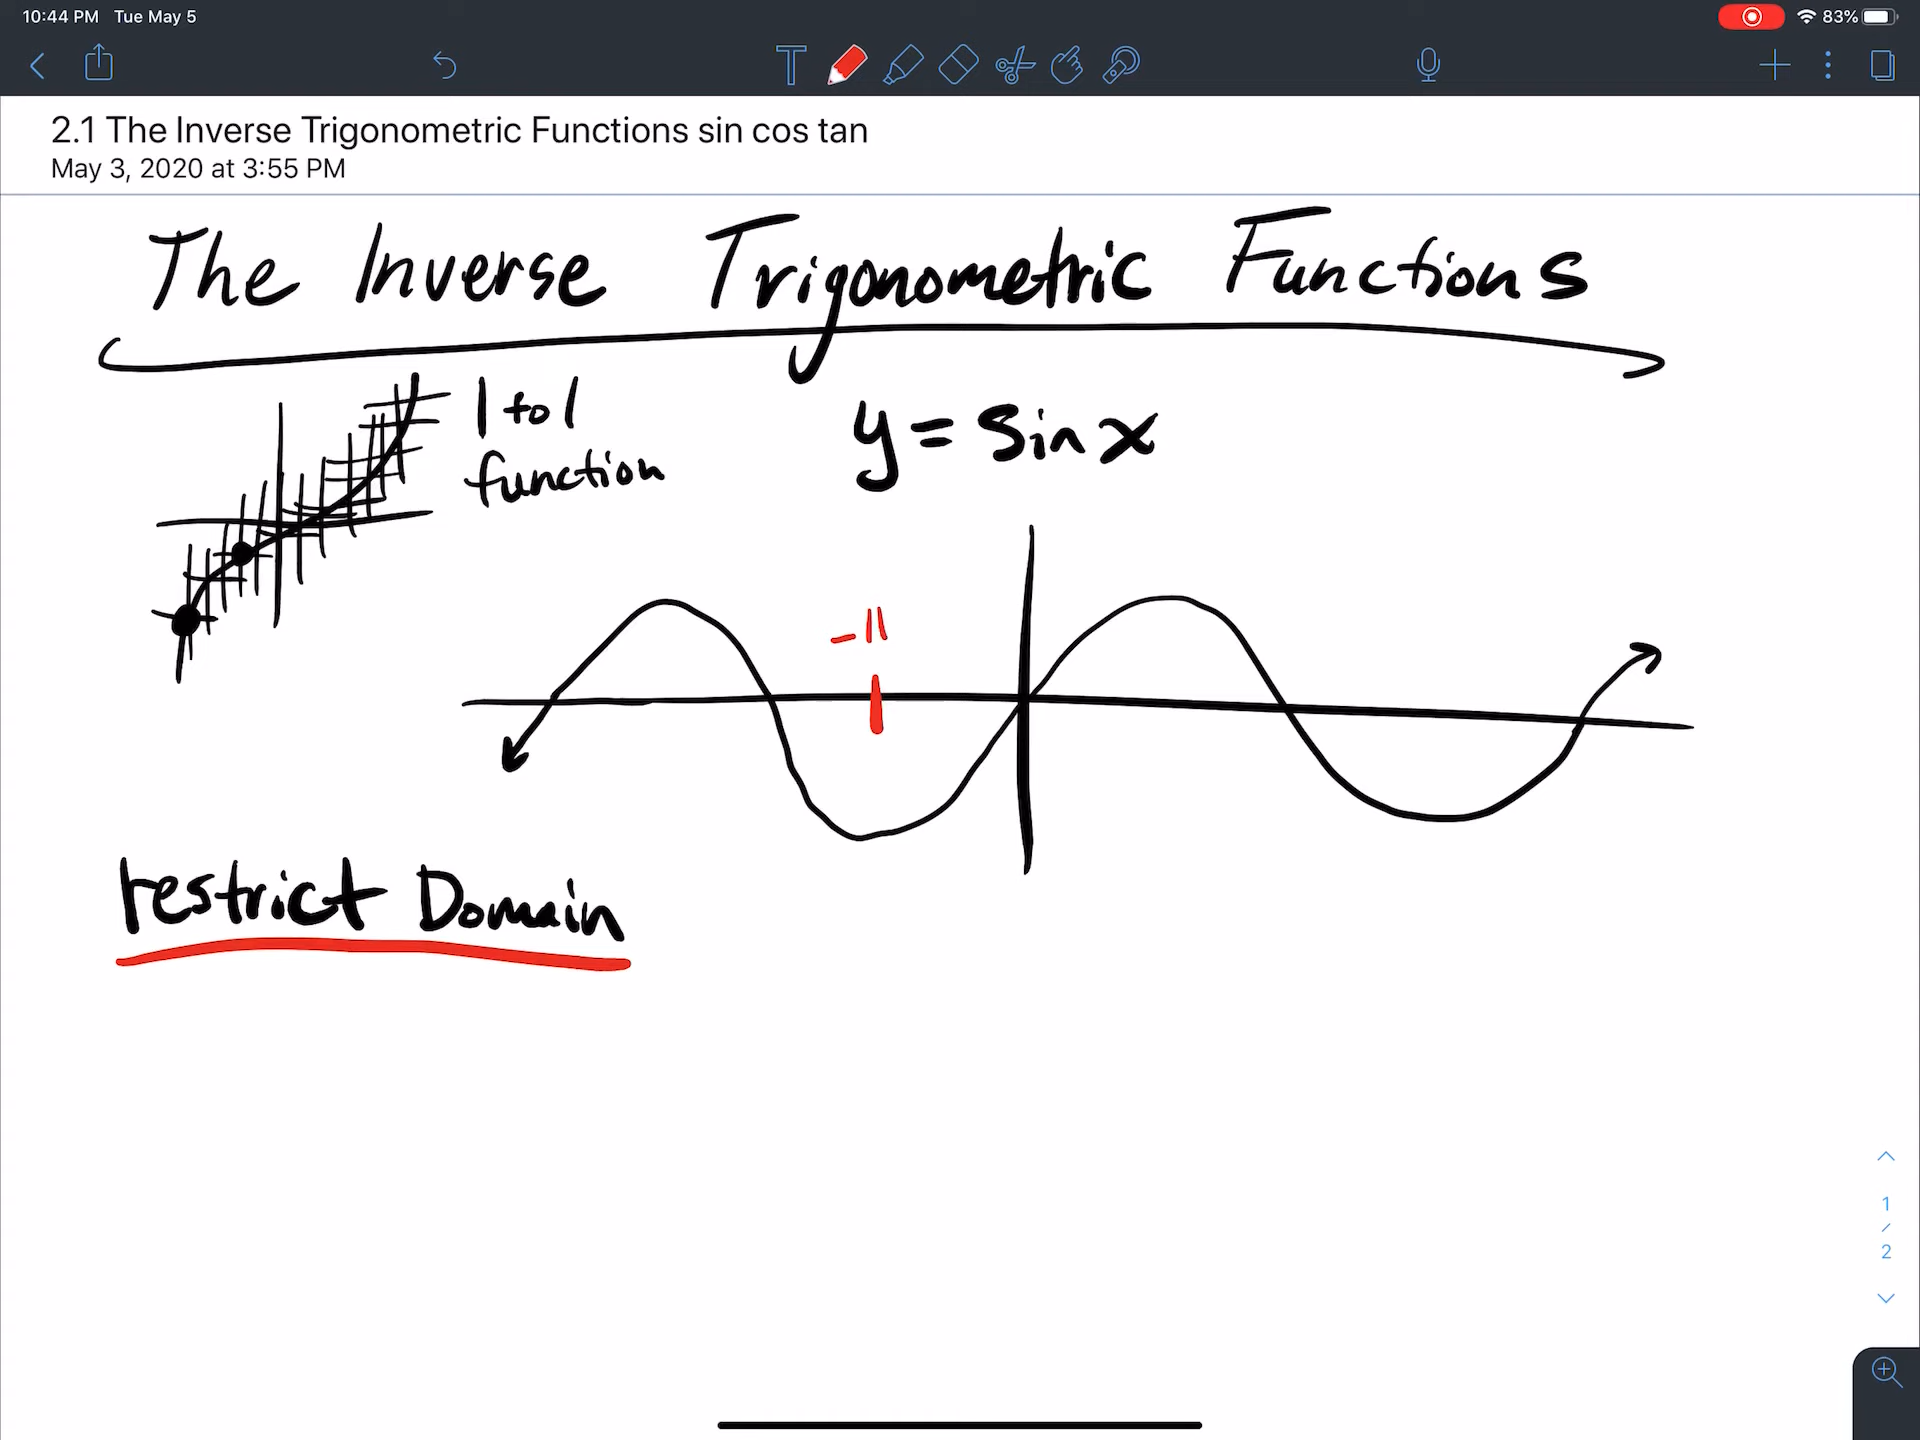 10:44 PM Tue May 5
83%
2.1 The Inverse Trigonometric Functions sin cos tan
May 3, 2020 at 3:55 PM
The Inverse Trigonometric Functions
1 to 1
function
y = sin x
restrict Domain
1
/
2